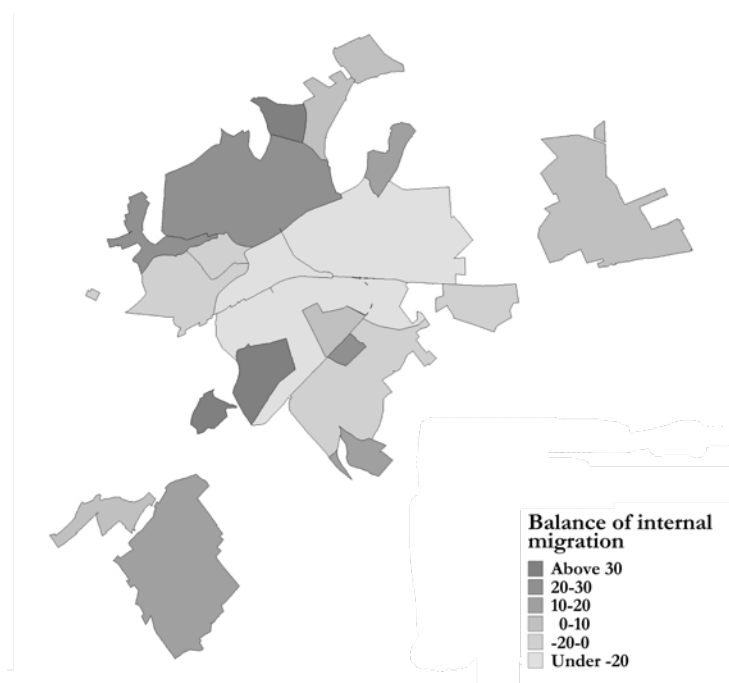 Balance of internal
migration
Above 30
20-30
10-20
0-10
-20-0
Under -20